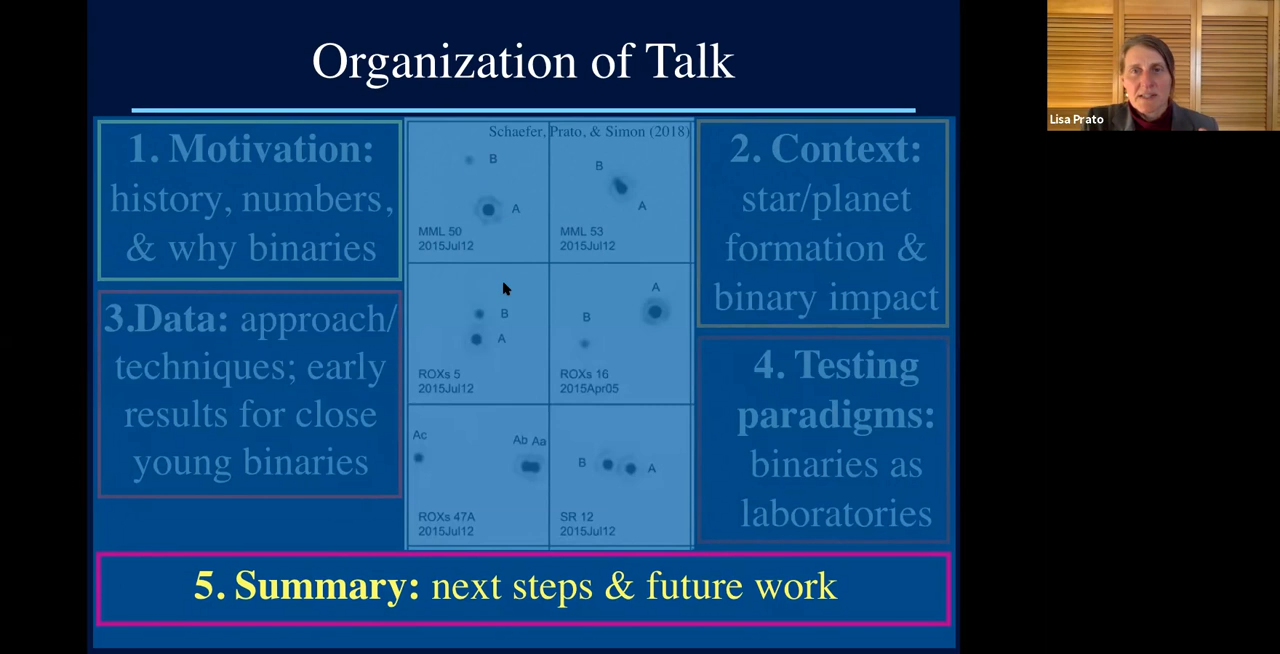 Organization of Talk
1. Motivation:
history, numbers,
& why binaries
Schaefer, Prato, & Simon (2018)
B
A
MML 50
2015Jul12
B
A
MML 53
2015Jul12
B
A
ROXs 5
2015Jul12
A
B
ROXs 16
2015Apr05
Ac
Ab Aa
ROXs 47A
2015Jul12
B
A
SR 12
2015Jul12
2. Context:
star/planet
formation &
binary impact
3.Data: approach/
techniques; early
results for close
young binaries
4. Testing
paradigms:
binaries as
laboratories
5. Summary: next steps & future work
Lisa Prato